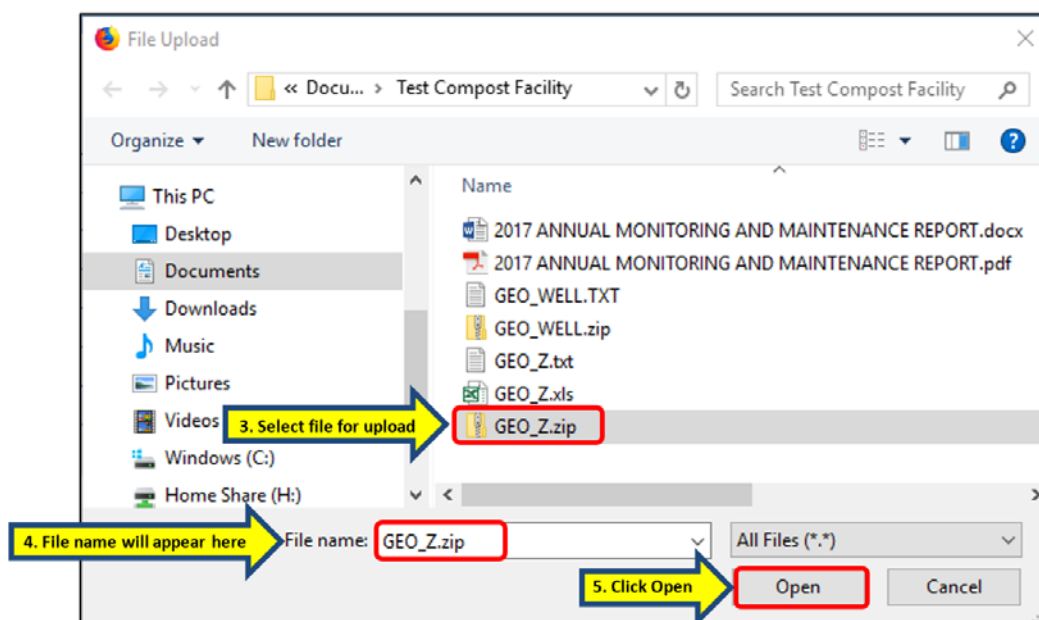 File Upload
« Docu... > Test Compost Facility
Search Test Compost Facility
Organize
New folder
This PC
Desktop
Documents
Downloads
Music
Pictures
Videos
Windows (C:)
Home Share (H:)
Name
2017 ANNUAL MONITORING AND MAINTENANCE REPORT.docx
2017 ANNUAL MONITORING AND MAINTENANCE REPORT.pdf
GEO_WELL.TXT
GEO_WELL.zip
GEO_Z.txt
GEO_Z.xls
GEO_Z.zip
3. Select file for upload
4. File name will appear here
File name: GEO_Z.zip
All Files (*.*)
5. Click Open
Open
Cancel